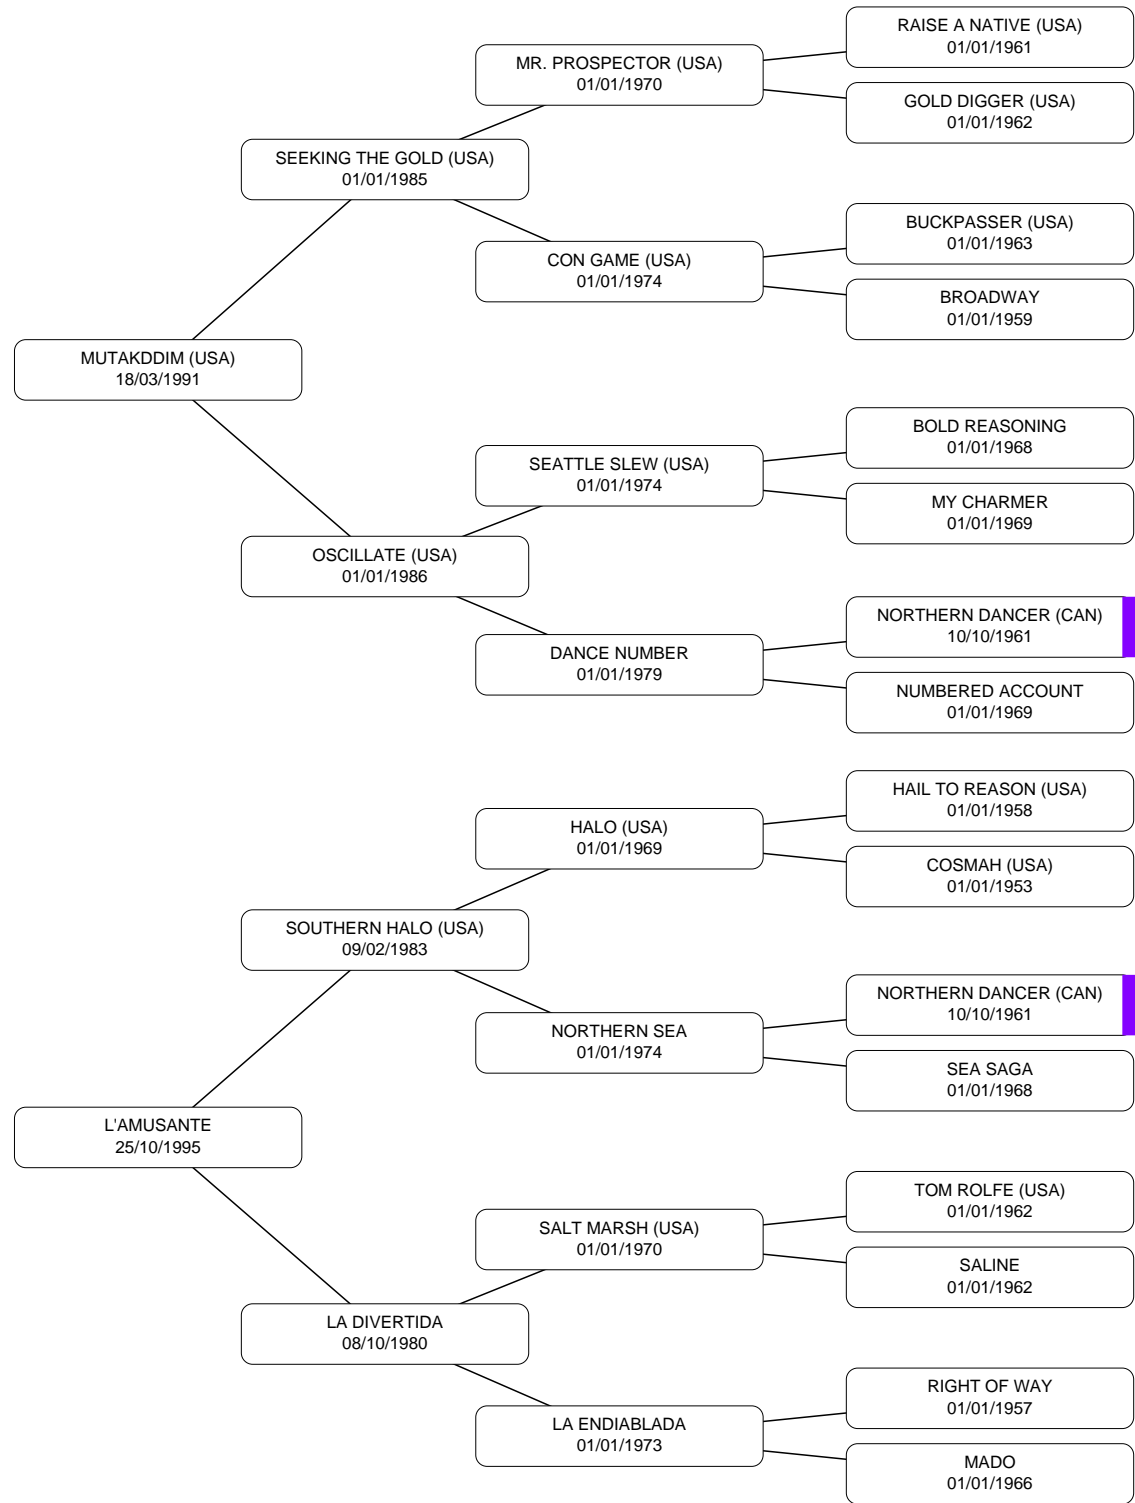 RAISE A NATIVE (USA)
01/01/1961
MR. PROSPECTOR (USA)
01/01/1970
GOLD DIGGER (USA)
01/01/1962
SEEKING THE GOLD (USA)
01/01/1985
BUCKPASSER (USA)
01/01/1963
CON GAME (USA)
01/01/1974
BROADWAY
01/01/1959
MUTAKDDIM (USA)
18/03/1991
BOLD REASONING
01/01/1968
SEATTLE SLEW (USA)
01/01/1974
MY CHARMER
01/01/1969
OSCILLATE (USA)
01/01/1986
NORTHERN DANCER (CAN)
10/10/1961
DANCE NUMBER
01/01/1979
NUMBERED ACCOUNT
01/01/1969
HAIL TO REASON (USA)
01/01/1958
HALO (USA)
01/01/1969
COSMAH (USA)
01/01/1953
SOUTHERN HALO (USA)
09/02/1983
NORTHERN DANCER (CAN)
10/10/1961
NORTHERN SEA
01/01/1974
SEA SAGA
01/01/1968
L'AMUSANTE
25/10/1995
TOM ROLFE (USA)
01/01/1962
SALT MARSH (USA)
01/01/1970
SALINE
01/01/1962
LA DIVERTIDA
08/10/1980
RIGHT OF WAY
01/01/1957
LA ENDIABLADA
01/01/1973
MADO
01/01/1966